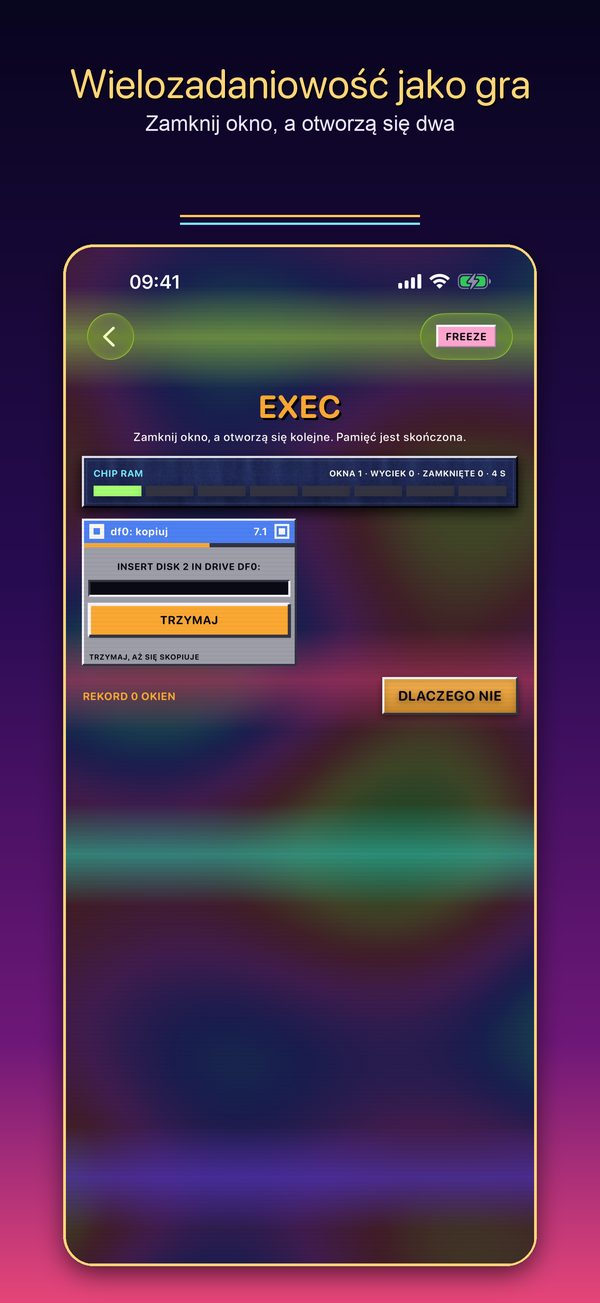 Wielozadaniowość jako gra
Zamknij okno, a otworzą się dwa
09:41
FREEZE
EXEC
Zamknij okno, a otworzą się kolejne. Pamięć jest skończona.
CHIP RAM OKNA 1 · WYCIEK 0 · ZAMKNIĘTE 0 · 4 S
df0: kopiuj 7.1
INSERT DISK 2 IN DRIVE DF0:
TRZYMAJ
TRZYMAJ, AŻ SIĘ SKOPIUJE
REKORD 0 OKIEN DLACZEGO NIE